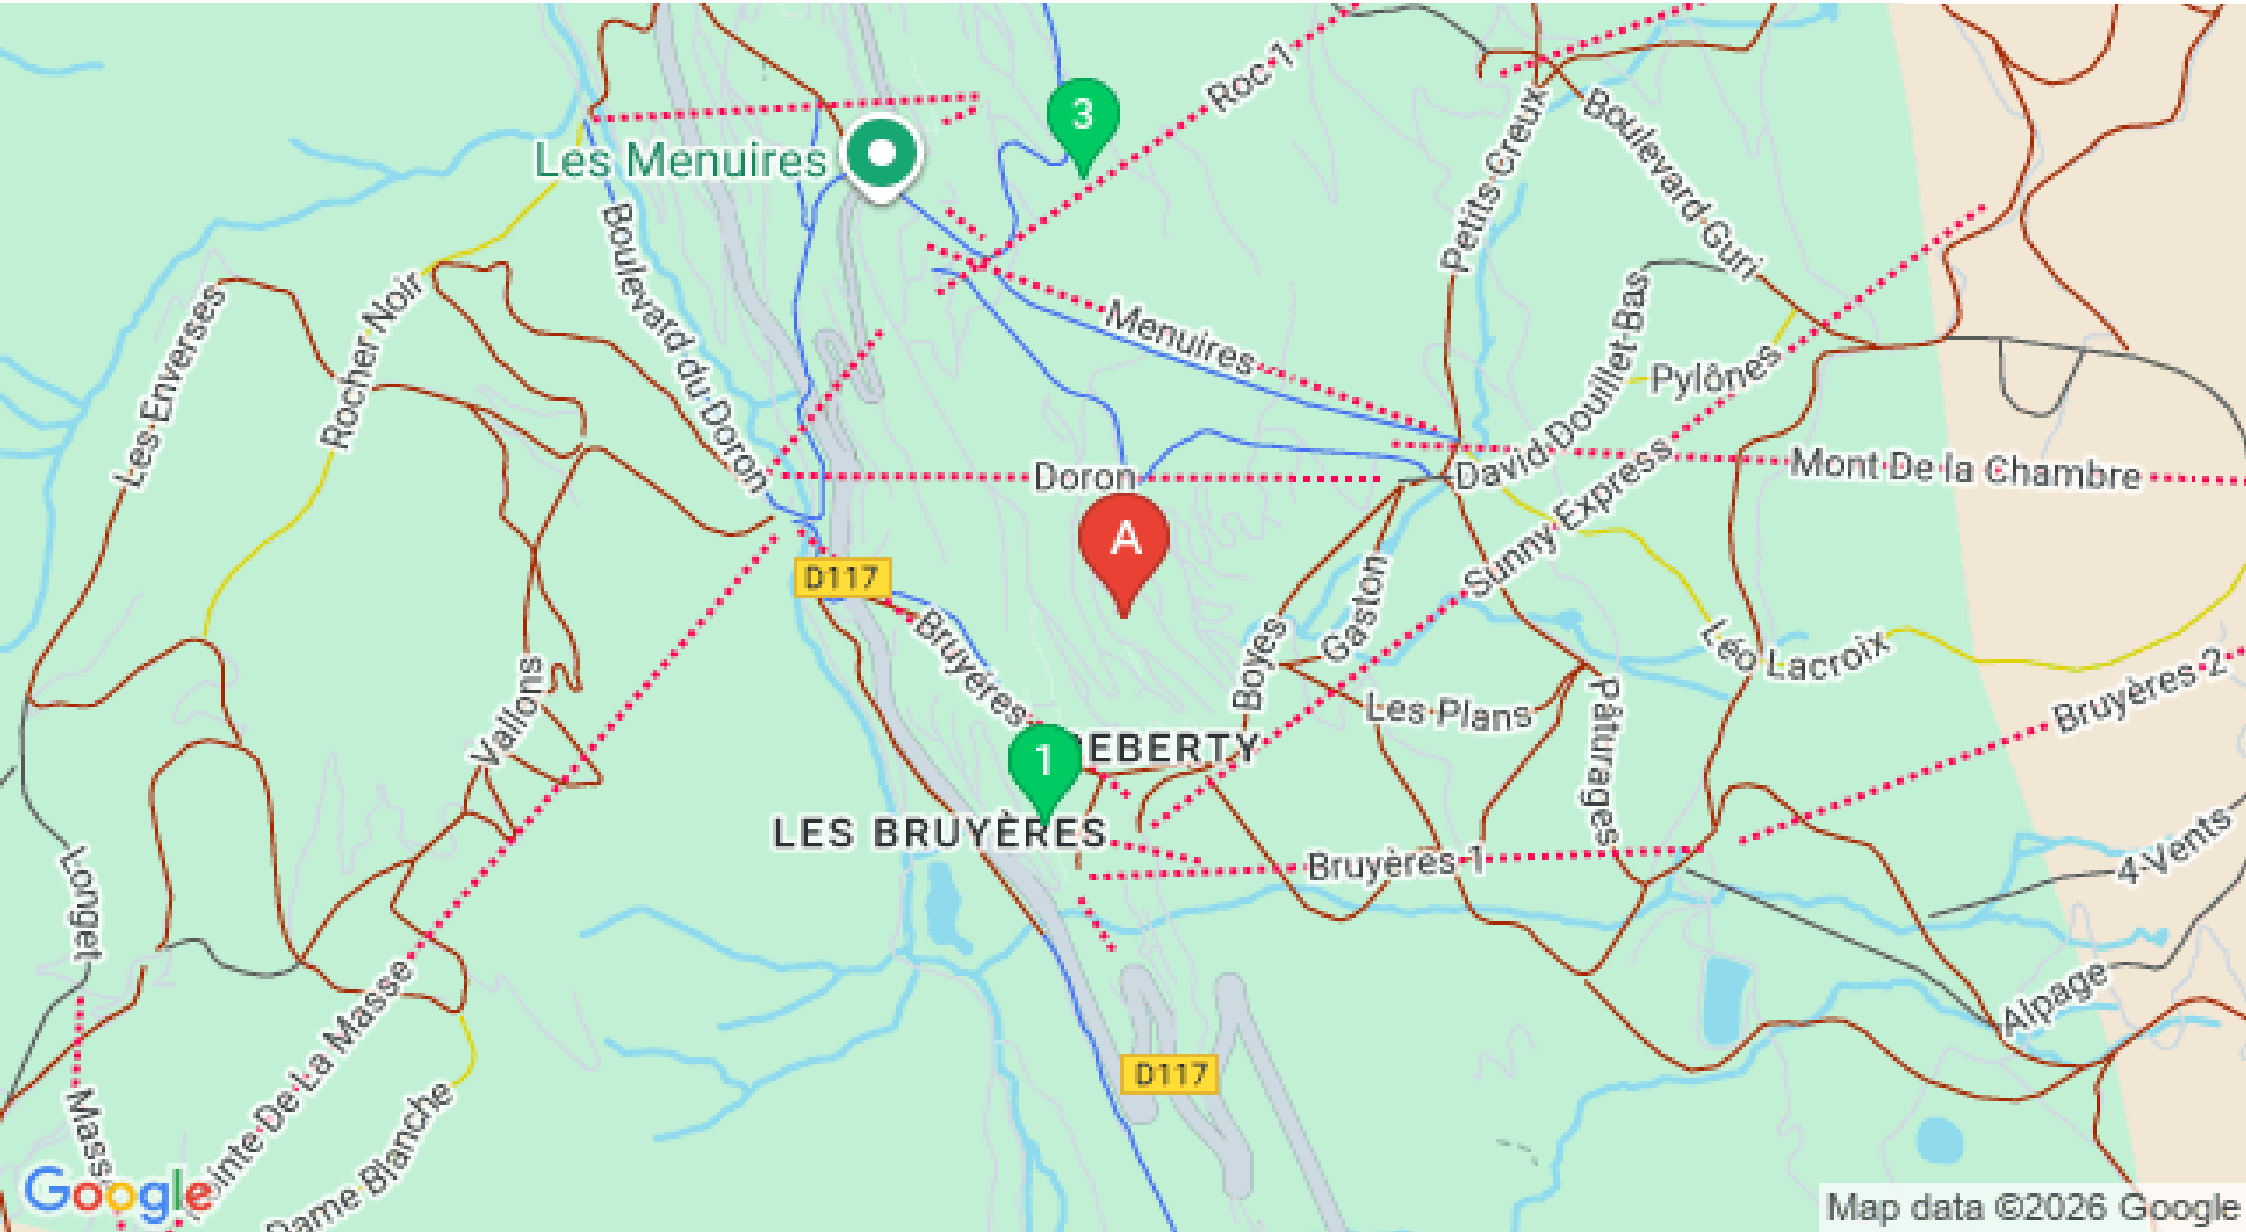 Roc 1
3
Les Menuires
Petits Creux
Boulevard Guri
Boulevard du Doron
Les Enverses
Rocher Noir
Menuires
David Douillet Bas
Pylônes
Doron
Mont De la Chambre
Sunny Express
A
D117
Bruyères
Gaston
Boyes
Léo Lacroix
Bruyères 2
Vallons
Les Plans
Pâturages
1
EBERTY
LES BRUYÈRES
Bruyères 1
4 Vents
Longet
Alpage
ointe De La Masse
D117
Mass
Dame Blanche
Google
Map data ©2026 Google